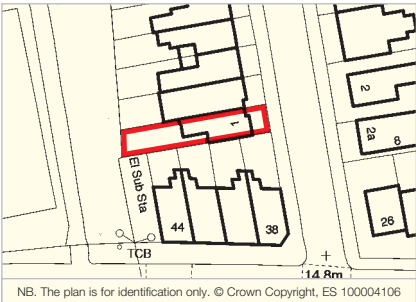 2
1
2a
8
El Sub Sta
44
38
26
TCB
14.8m
NB. The plan is for identification only. © Crown Copyright, ES 100004106